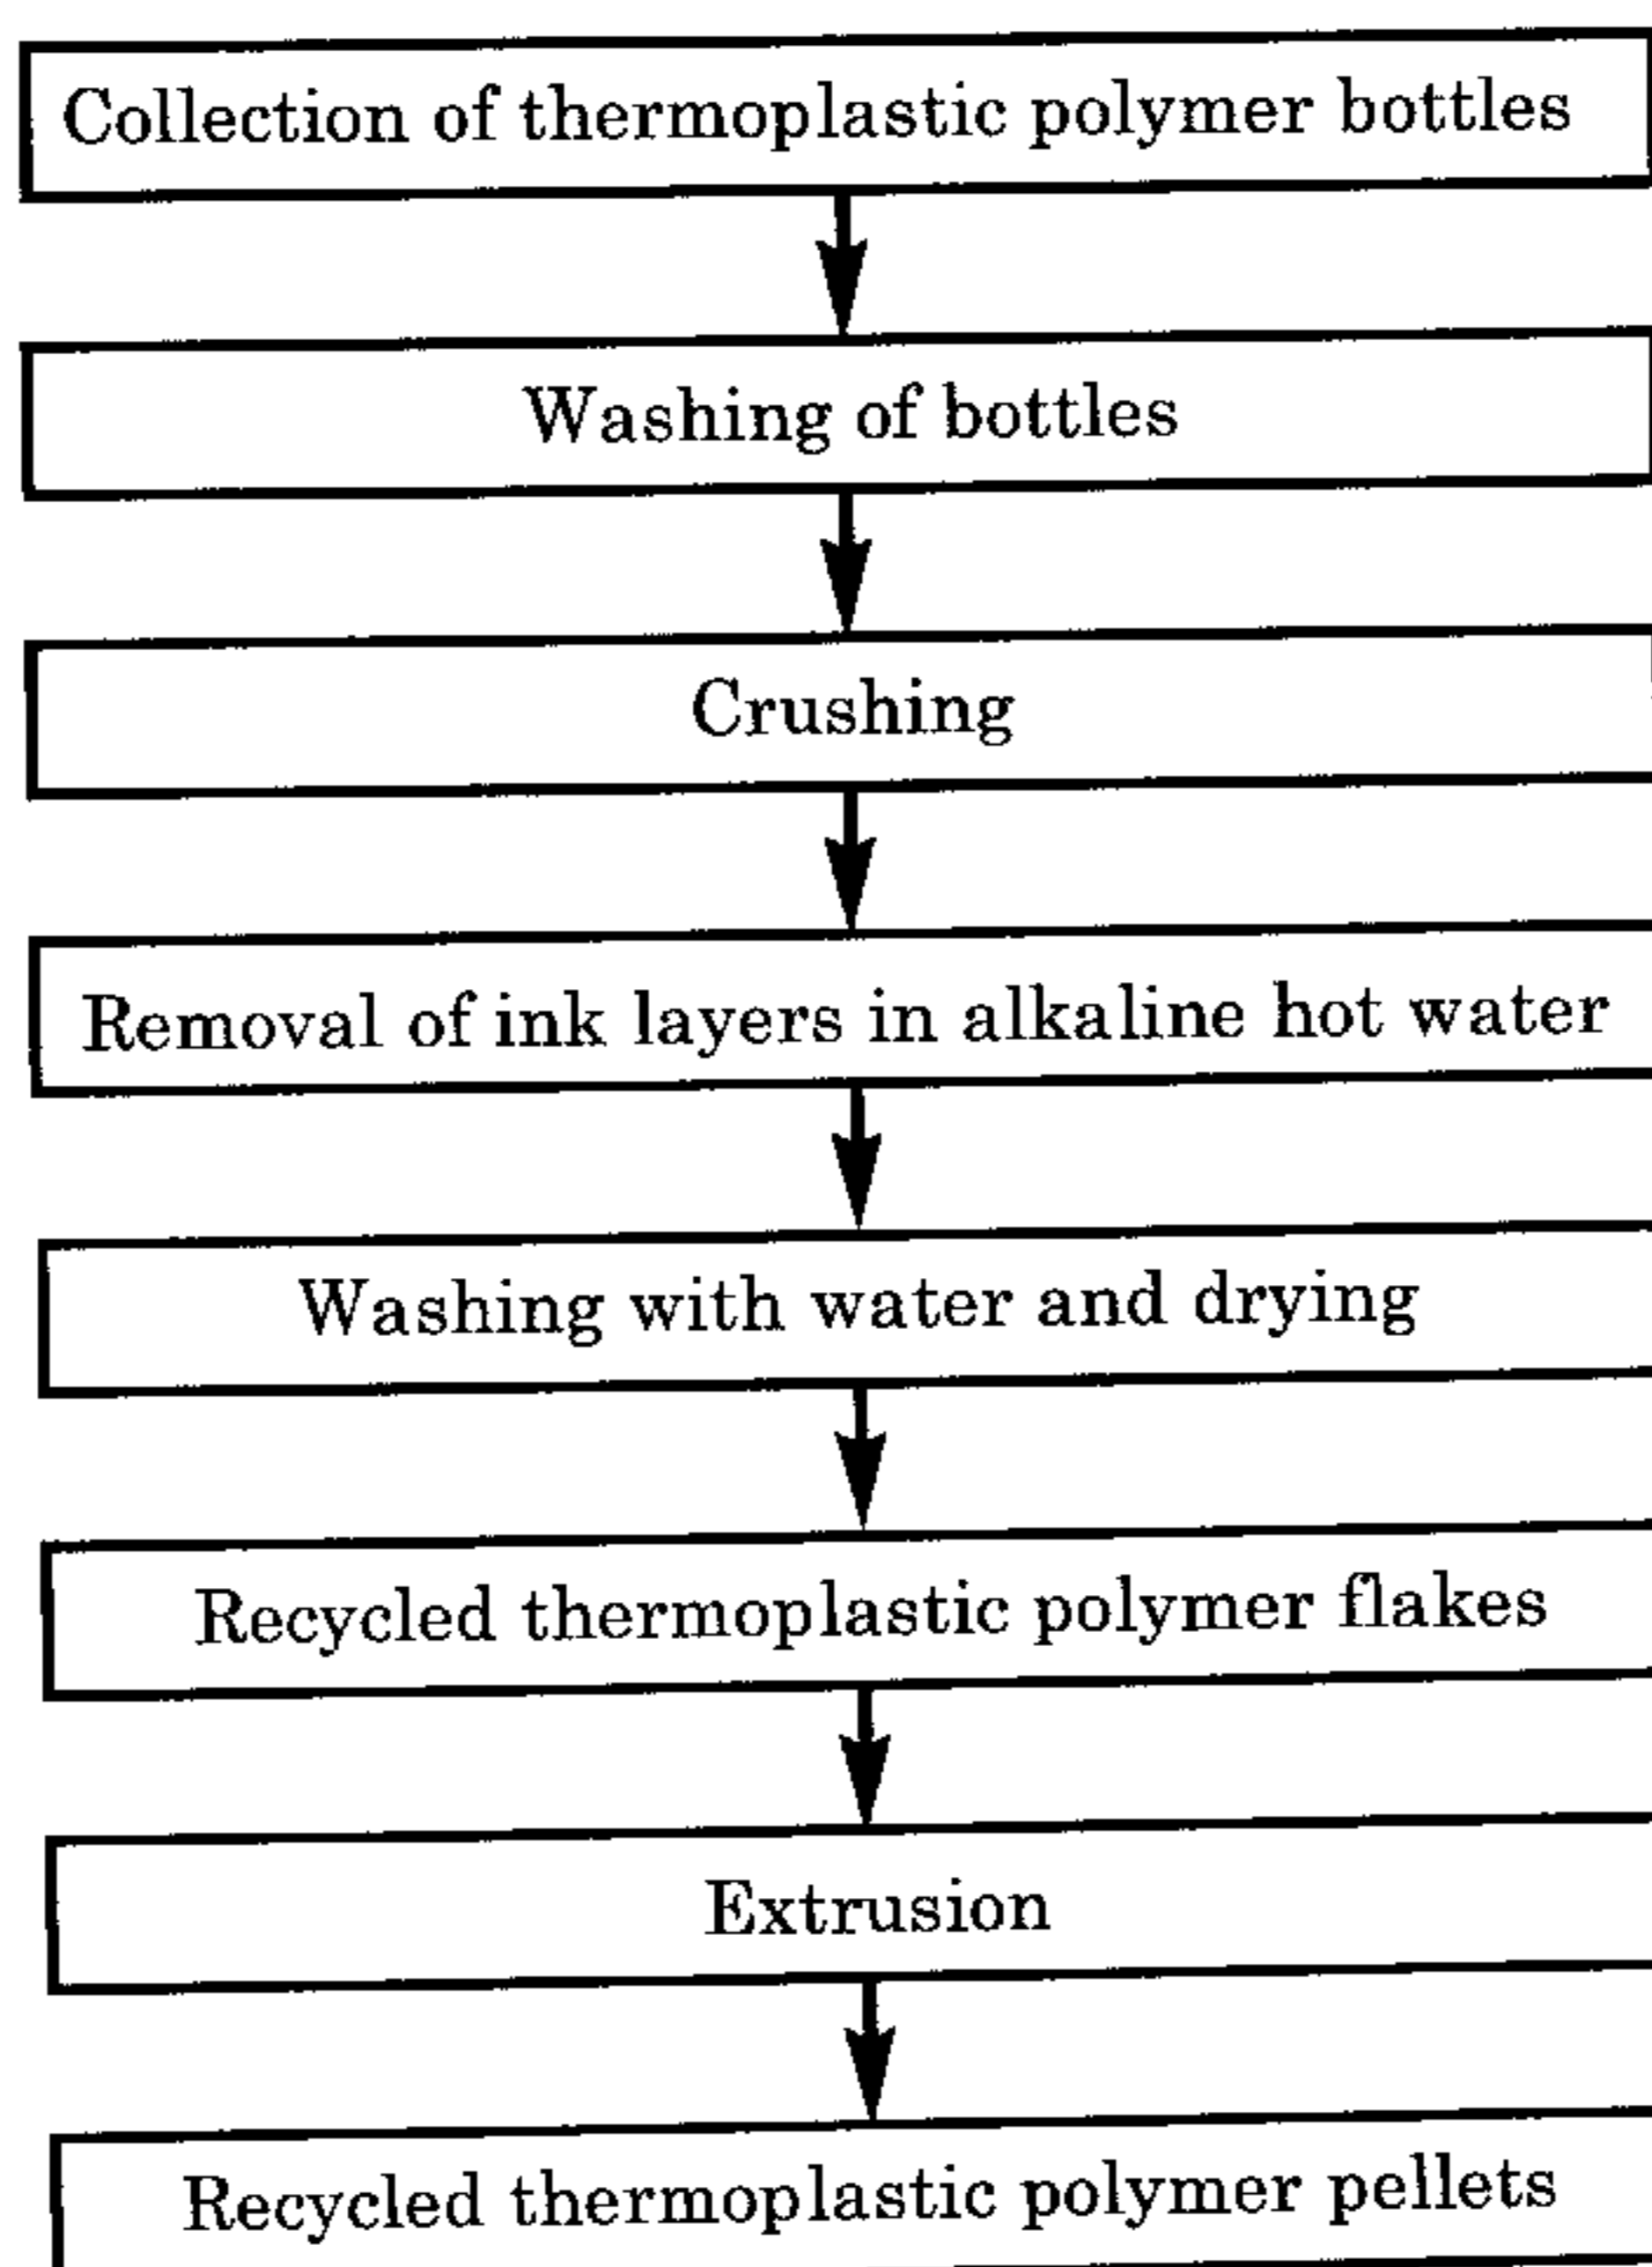 Collection of thermoplastic polymer bottles
Washing of bottles
Crushing
Removal of ink layers in alkaline hot water
Washing with water and drying
Recycled thermoplastic polymer flakes
Extrusion
Recycled thermoplastic polymer pellets